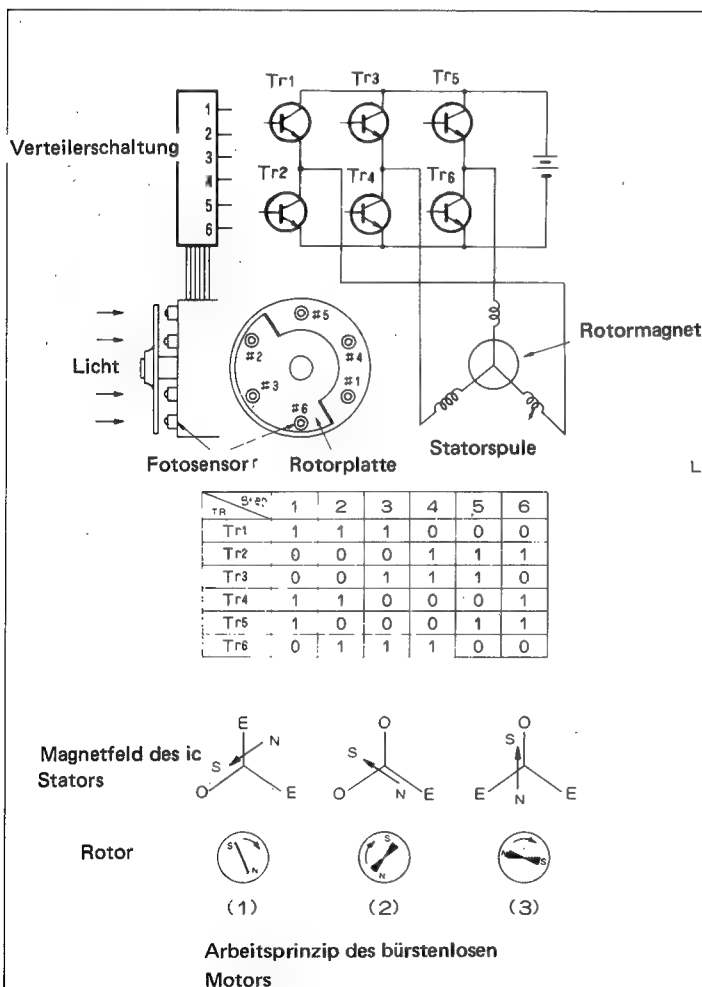 Tr1 Tr3 Tr5
1
2
3
4
5
6
Verteilerschaltung
Tr2 Tr4 Tr6
Licht
#5
#2 #4
#3 #1
#6
Rotormagnet
Fotosensorr Rotorplatte
Statorspule
L
TR Step 1 2 3 4 5 6
Tr1 1 1 1 0 0 0
Tr2 0 0 0 1 1 1
Tr3 0 0 1 1 1 0
Tr4 1 1 0 0 0 1
Tr5 1 0 0 0 1 1
Tr6 0 1 1 1 0 0
Magnetfeld des ic
Stators
E N S O E
O S N O E
O S N E E
Rotor
S N
S N
N S
(1) (2) (3)
Arbeitsprinzip des bürstenlosen
Motors